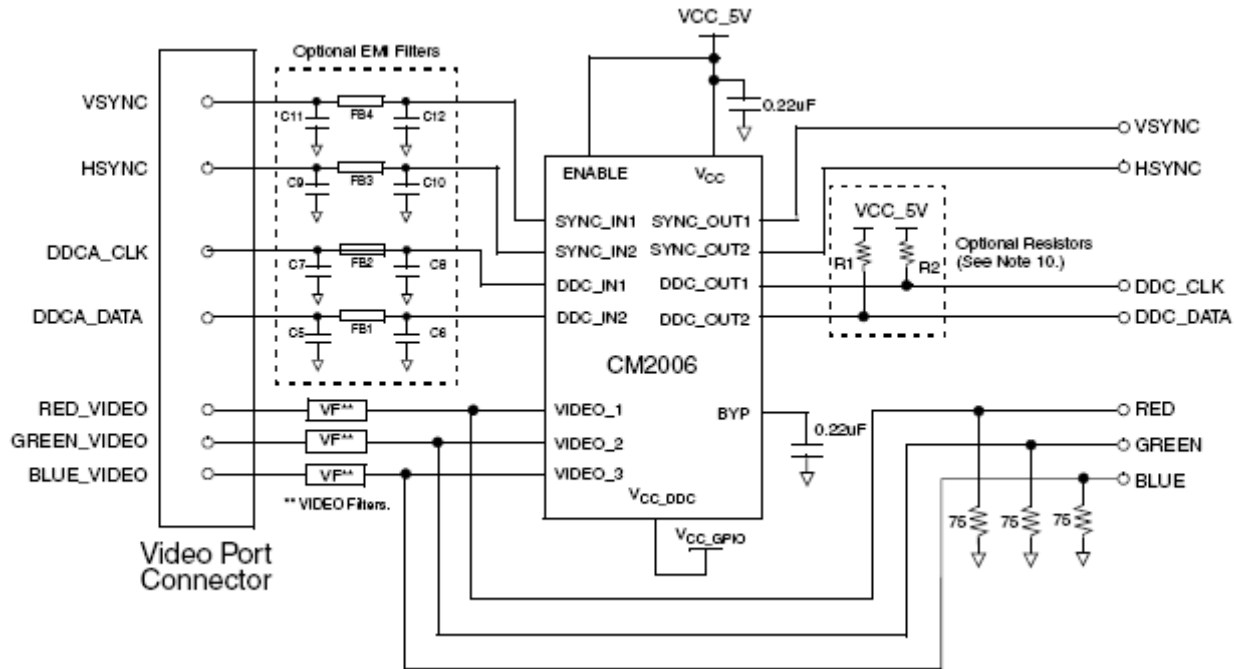 VCC_5V
Optional EMI Filters
0.22uF
VSYNC
C11
FB4
C12
VSYNC
HSYNC
C9
FB3
C10
HSYNC
ENABLE
VCC
SYNC_IN1
SYNC_OUT1
VCC_5V
SYNC_IN2
SYNC_OUT2
R1
R2
Optional Resistors
(See Note 10.)
DDCA_CLK
C7
FB2
C8
DDC_IN1
DDC_OUT1
DDC_CLK
DDCA_DATA
C5
FB1
C6
DDC_IN2
DDC_OUT2
DDC_DATA
CM2006
RED_VIDEO
VF**
VIDEO_1
BYP
0.22uF
RED
GREEN_VIDEO
VF**
VIDEO_2
GREEN
BLUE_VIDEO
VF**
VIDEO_3
BLUE
** VIDEO Filters.
VCC_DDC
75
75
75
VCC_GPIO
Video Port
Connector